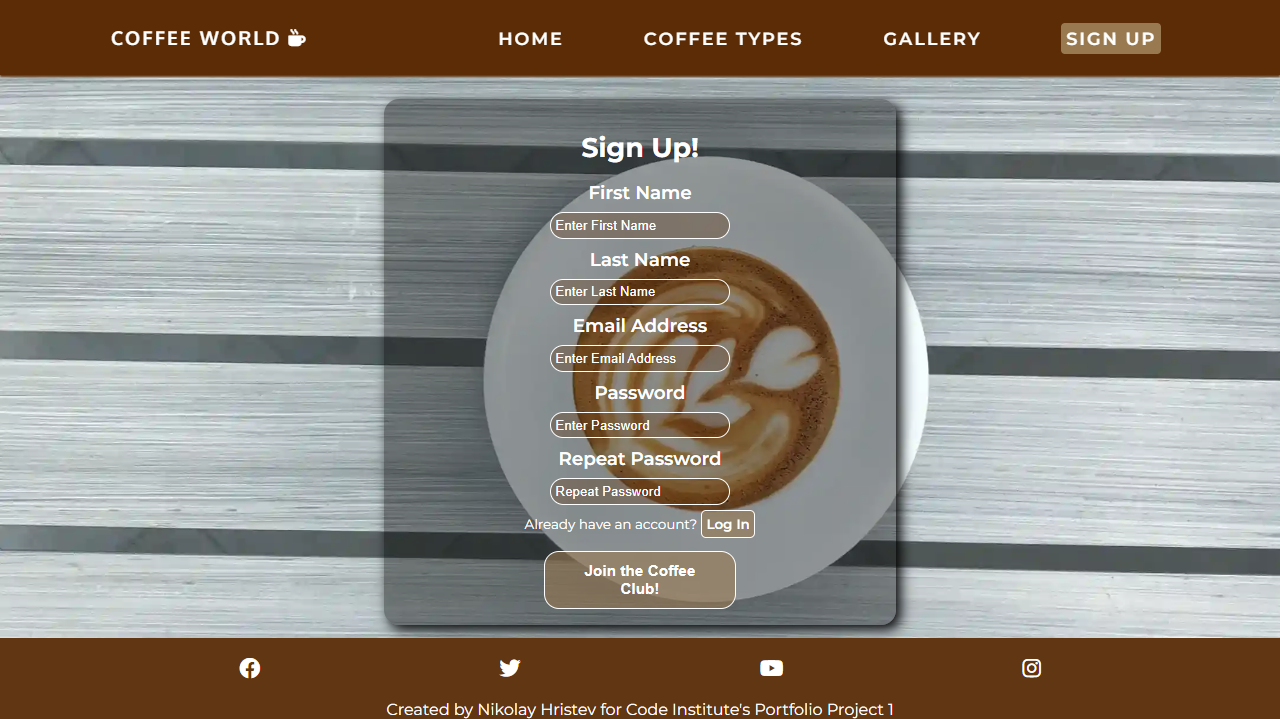 COFFEE WORLD
HOME
COFFEE TYPES
GALLERY
SIGN UP
Sign Up!
First Name
Enter First Name
Last Name
Enter Last Name
Email Address
Enter Email Address
Password
Enter Password
Repeat Password
Repeat Password
Already have an account? Log In
Join the Coffee
Club!
Created by Nikolay Hristev for Code Institute's Portfolio Project 1